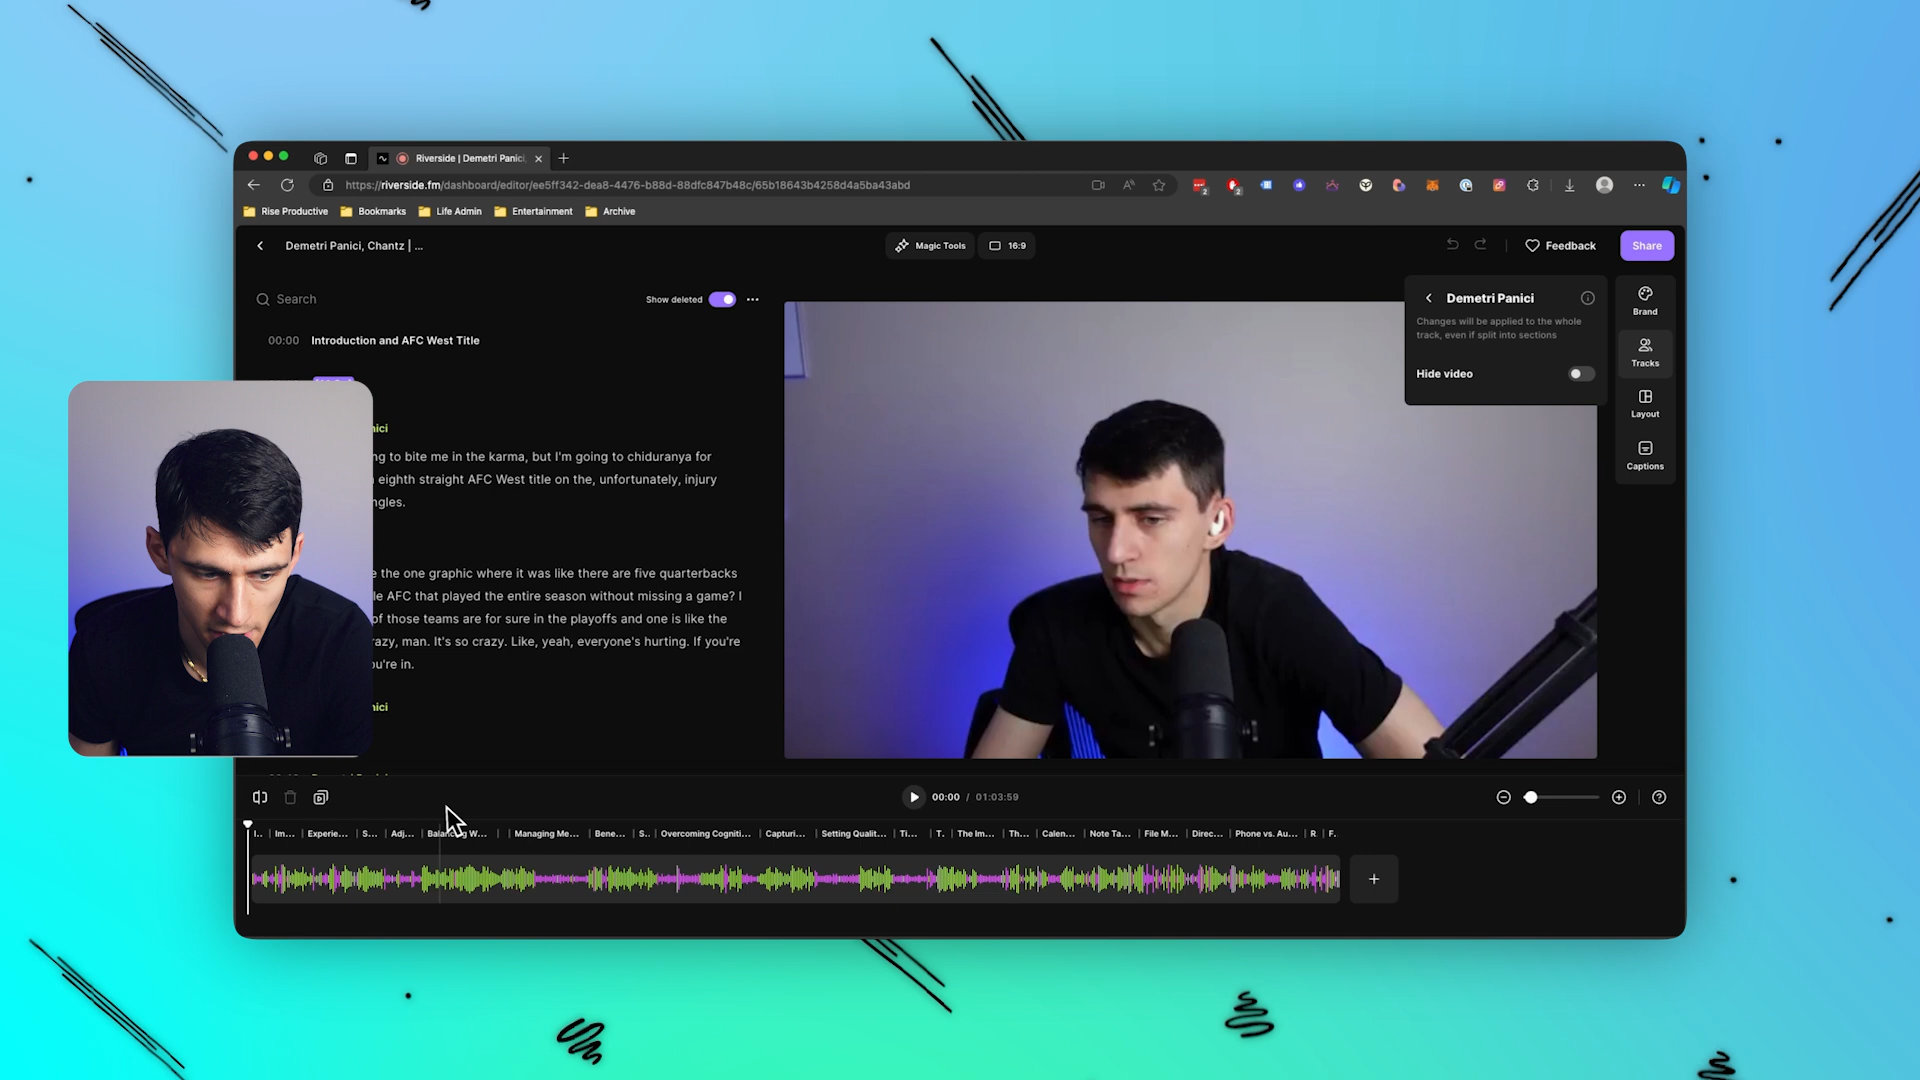 Riverside | Demetri Panici,
https://riverside.fm/dashboard/editor/ee5ff342-dea8-4476-b88d-88dfc847b48c/65b18643b4258d4a5ba43abd
2
2
Rise Productive
Bookmarks
Life Admin
Entertainment
Archive
Demetri Panici, Chantz | ...
Magic Tools
16:9
Feedback
Share
Search
Show deleted
00:00 Introduction and AFC West Title
nici
ng to bite me in the karma, but I'm going to chiduranya for
eighth straight AFC West title on the, unfortunately, injury
ngles.
e the one graphic where it was like there are five quarterbacks
le AFC that played the entire season without missing a game? I
of those teams are for sure in the playoffs and one is like the
razy, man. It's so crazy. Like, yeah, everyone's hurting. If you're
ou're in.
nici
Demetri Panici
Changes will be applied to the whole
track, even if split into sections
Hide video
Brand
Tracks
Layout
Captions
00:00 / 01:03:59
I... | Im... | Experie... | S... | Adj... | Balancing W... | | Managing Me... | Bene... | S.. | Overcoming Cogniti... | Capturi... | Setting Qualit... | Ti... | T. | The Im... | Th... | Calen... | Note Ta... | File M... | Direc... | Phone vs. Au... | R | F.